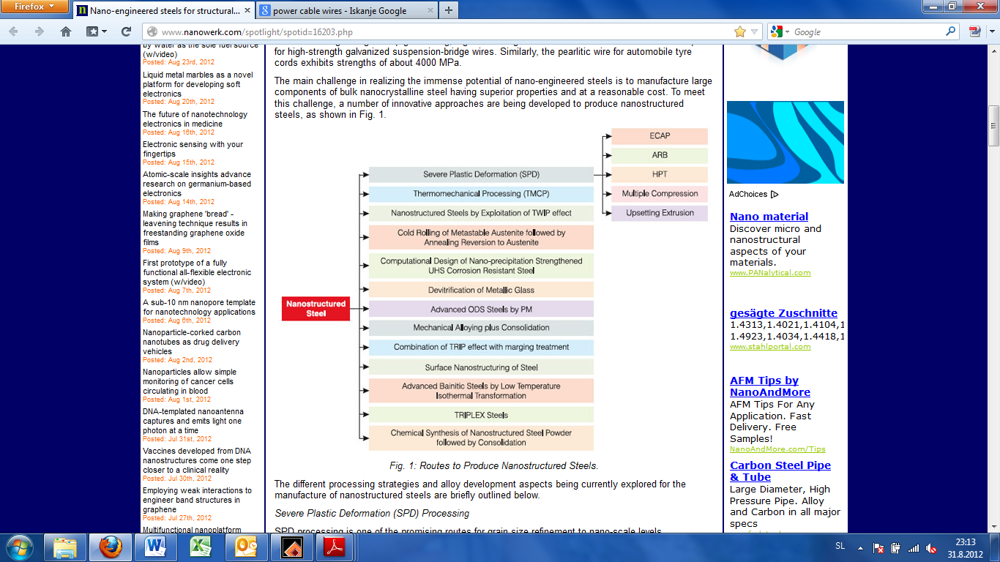 Firefox
Nano-engineered steels for structural...
power cable wires - Iskanje Google
www.nanowerk.com/spotlight/spotid=16203.php
Google
by water as the sole fuel source
(w/video)
Posted: Aug 23rd, 2012
Liquid metal marbles as a novel
platform for developing soft
electronics
Posted: Aug 20th, 2012
The future of nanotechnology
electronics in medicine
Posted: Aug 16th, 2012
Electronic sensing with your
fingertips
Posted: Aug 15th, 2012
Atomic-scale insights advance
research on germanium-based
electronics
Posted: Aug 14th, 2012
Making graphene 'bread' -
leavening technique results in
freestanding graphene oxide
films
Posted: Aug 9th, 2012
First prototype of a fully
functional all-flexible electronic
system (w/video)
Posted: Aug 7th, 2012
A sub-10 nm nanopore template
for nanotechnology applications
Posted: Aug 6th, 2012
Nanoparticle-corked carbon
nanotubes as drug delivery
vehicles
Posted: Aug 2nd, 2012
Nanoparticles allow simple
monitoring of cancer cells
circulating in blood
Posted: Aug 1st, 2012
DNA-templated nanoantenna
captures and emits light one
photon at a time
Posted: Jul 31st, 2012
Vaccines developed from DNA
nanostructures come one step
closer to a clinical reality
Posted: Jul 30th, 2012
Employing weak interactions to
engineer band structures in
graphene
Posted: Jul 27th, 2012
Multifunctional nanoplatform
for high-strength galvanized suspension-bridge wires. Similarly, the pearlitic wire for automobile tyre
cords exhibits strengths of about 4000 MPa.
The main challenge in realizing the immense potential of nano-engineered steels is to manufacture large
components of bulk nanocrystalline steel having superior properties and at a reasonable cost. To meet
this challenge, a number of innovative approaches are being developed to produce nanostructured
steels, as shown in Fig. 1.
Nanostructured
Steel
Severe Plastic Deformation (SPD)
Thermomechanical Processing (TMCP)
Nanostructured Steels by Exploitation of TWIP effect
Cold Rolling of Metastable Austenite followed by
Annealing Reversion to Austenite
Computational Design of Nano-precipitation Strengthened
UHS Corrosion Resistant Steel
Devitrification of Metallic Glass
Advanced ODS Steels by PM
Mechanical Alloying plus Consolidation
Combination of TRIP effect with marging treatment
Surface Nanostructuring of Steel
Advanced Bainitic Steels by Low Temperature
Isothermal Transformation
TRIPLEX Steels
Chemical Synthesis of Nanostructured Steel Powder
followed by Consolidation
ECAP
ARB
HPT
Multiple Compression
Upsetting Extrusion
Fig. 1: Routes to Produce Nanostructured Steels.
The different processing strategies and alloy development aspects being currently explored for the
manufacture of nanostructured steels are briefly outlined below.
Severe Plastic Deformation (SPD) Processing
SPD processing is one of the promising routes for grain size refinement to nano-scale levels
AdChoices
Nano material
Discover micro and
nanostructural
aspects of your
materials.
www.PANalytical.com
gesägte Zuschnitte
1.4313,1.4021,1.4104,1
1.4923,1.4034,1.4418,1
www.stahlportal.com
AFM Tips by
NanoAndMore
AFM Tips For Any
Application. Fast
Delivery. Free
Samples!
NanoAndMore.com/Tips
Carbon Steel Pipe
& Tube
Large Diameter, High
Pressure Pipe. Alloy
and Carbon in all major
specs
SL
23:13
31.8.2012